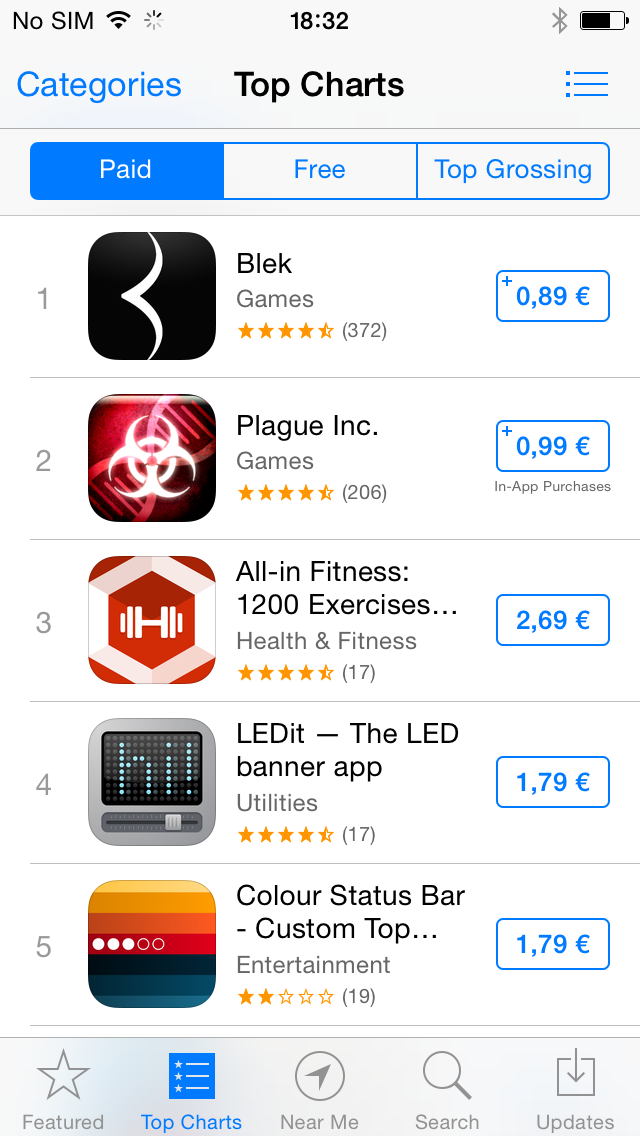 No SIM 18:32
Categories Top Charts
Paid Free Top Grossing
1
Blek
Games
(372)
+ 0,89 €
2
Plague Inc.
Games
(206)
+ 0,99 €
In-App Purchases
3
All-in Fitness:
1200 Exercises…
Health & Fitness
(17)
2,69 €
4
hi!
LEDit — The LED
banner app
Utilities
(17)
1,79 €
5
Colour Status Bar
- Custom Top…
Entertainment
(19)
1,79 €
Featured Top Charts Near Me Search Updates